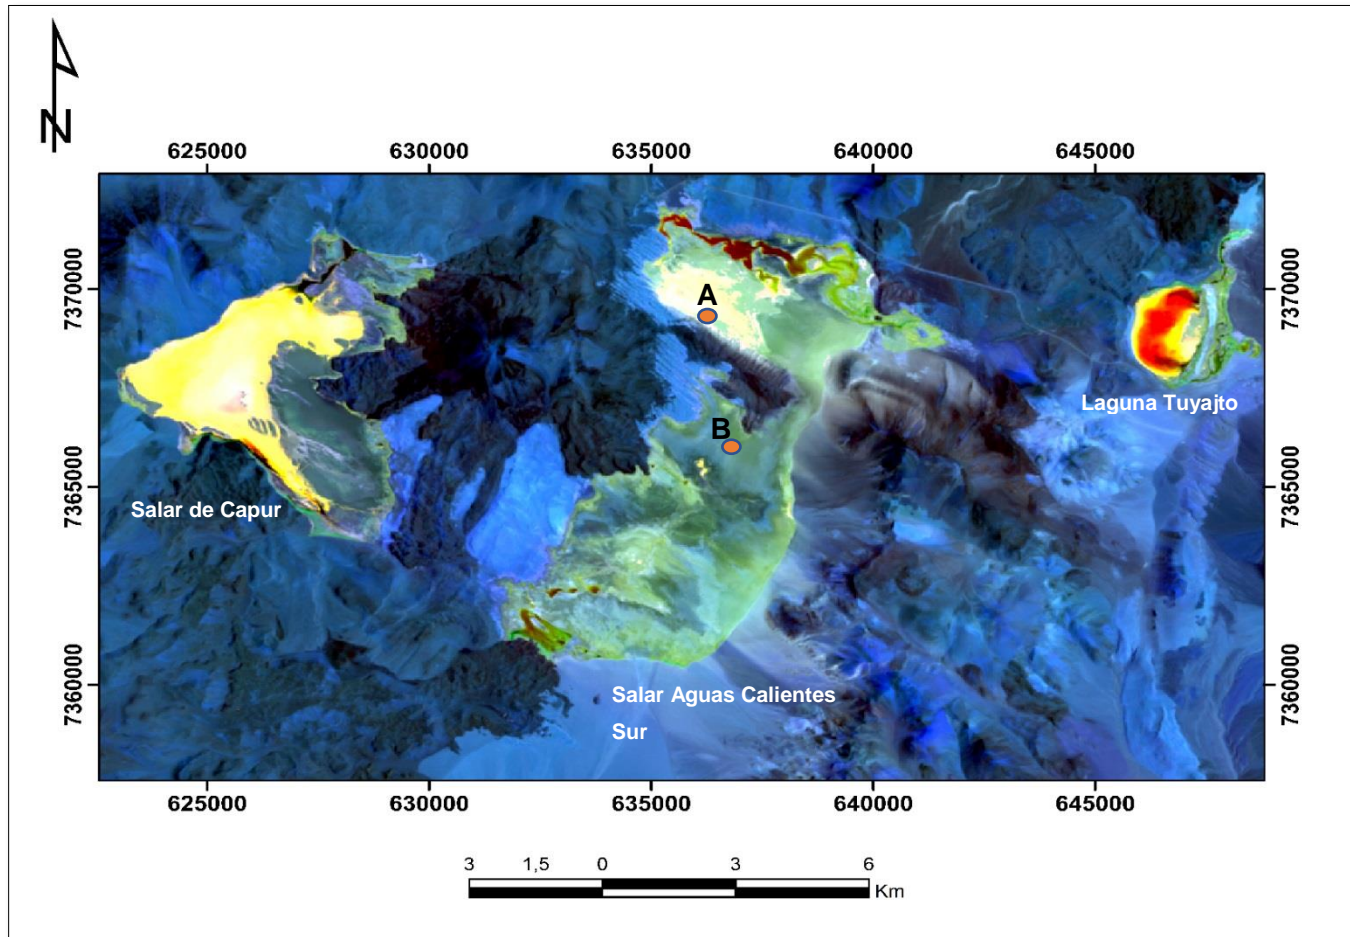 N
625000 630000 635000 640000 645000
7370000 7370000
A
Laguna Tuyajto
B
7365000 7365000
Salar de Capur
7360000 7360000
Salar Aguas Calientes
Sur
625000 630000 635000 640000 645000
3 1,5 0 3 6
Km